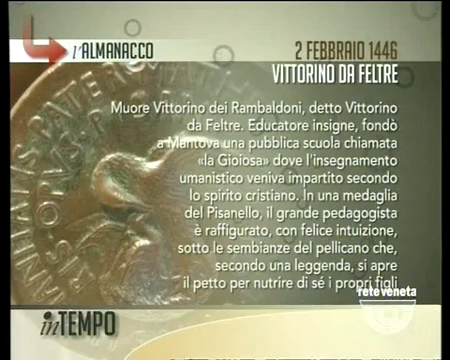 l'ALMANACCO
2 FEBBRAIO 1446
VITTORINO DA FELTRE
Muore Vittorino dei Rambaldoni, detto Vittorino
da Feltre. Educatore insigne, fondò
a Mantova una pubblica scuola chiamata
«la Gioiosa» dove l'insegnamento
umanistico veniva impartito secondo
lo spirito cristiano. In una medaglia
del Pisanello, il grande pedagogista
è raffigurato, con felice intuizione,
sotto le sembianze del pellicano che,
secondo una leggenda, si apre
il petto per nutrire di sé i propri figli
reteveneta
inTEMPO